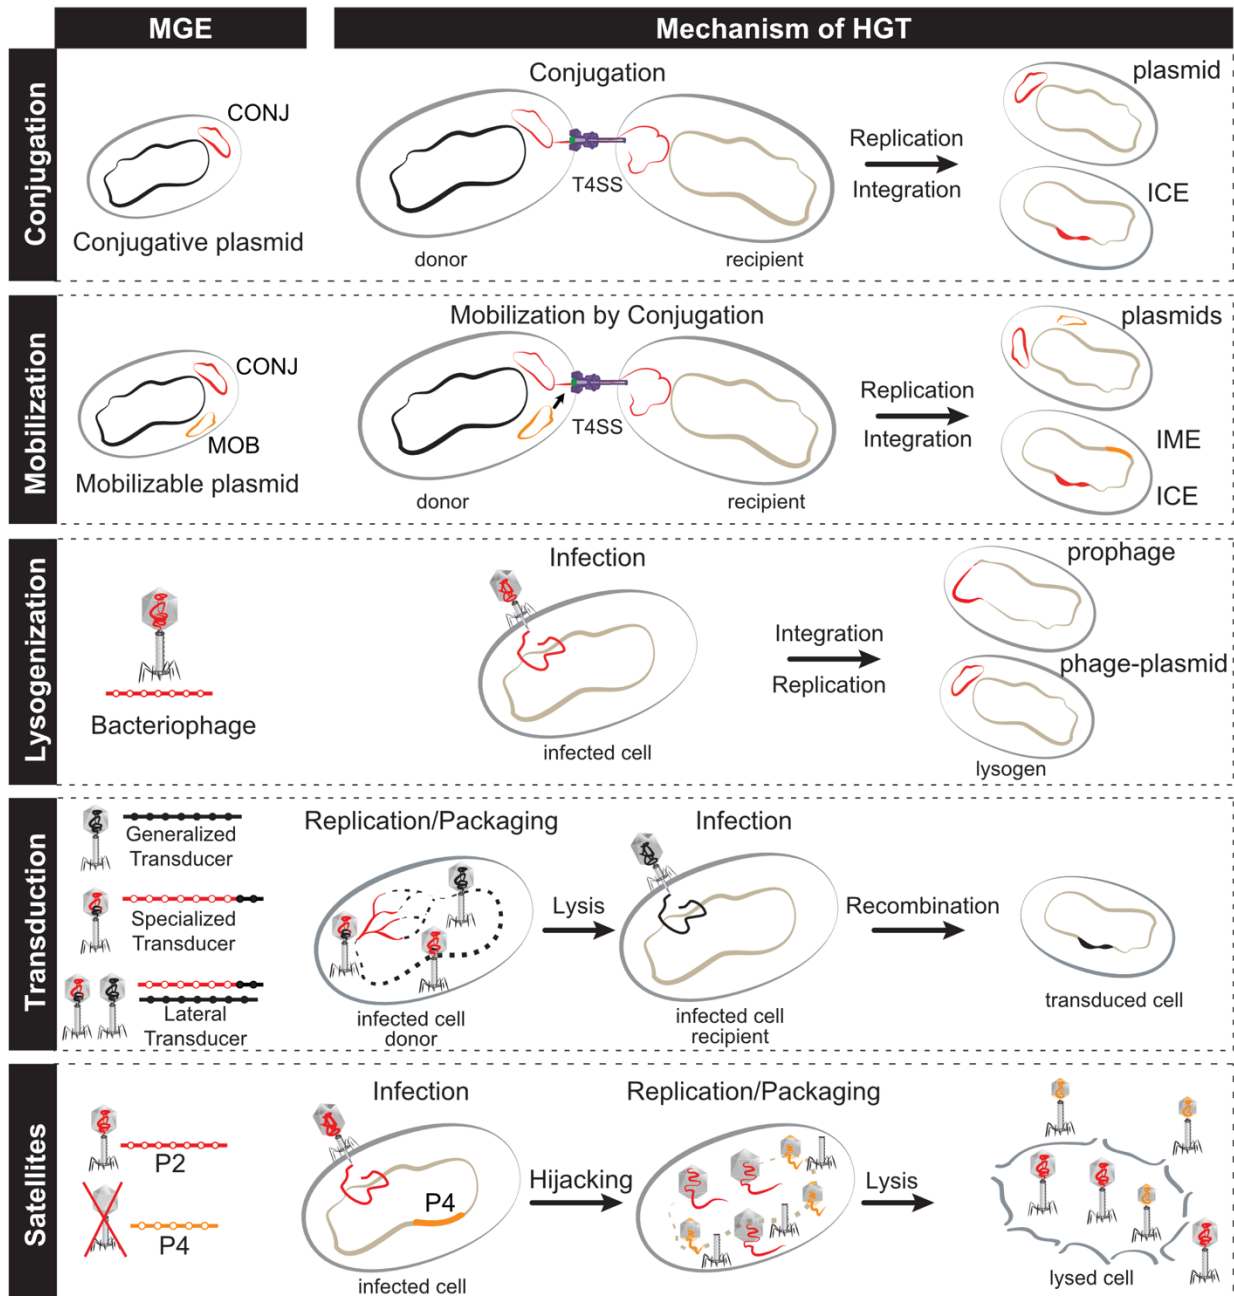 MGE
Mechanism of HGT
Conjugation
CONJ
Conjugative plasmid
Conjugation
T4SS
donor
recipient
Replication
Integration
plasmid
ICE
Mobilization
CONJ
MOB
Mobilizable plasmid
Mobilization by Conjugation
T4SS
donor
recipient
Replication
Integration
plasmids
IME
ICE
Lysogenization
Bacteriophage
Infection
infected cell
Integration
Replication
prophage
phage-plasmid
lysogen
Transduction
Generalized
Transducer
Specialized
Transducer
Lateral
Transducer
Replication/Packaging
infected cell
donor
Lysis
Infection
infected cell
recipient
Recombination
transduced cell
Satellites
P2
P4
Infection
P4
infected cell
Hijacking
Replication/Packaging
Lysis
lysed cell